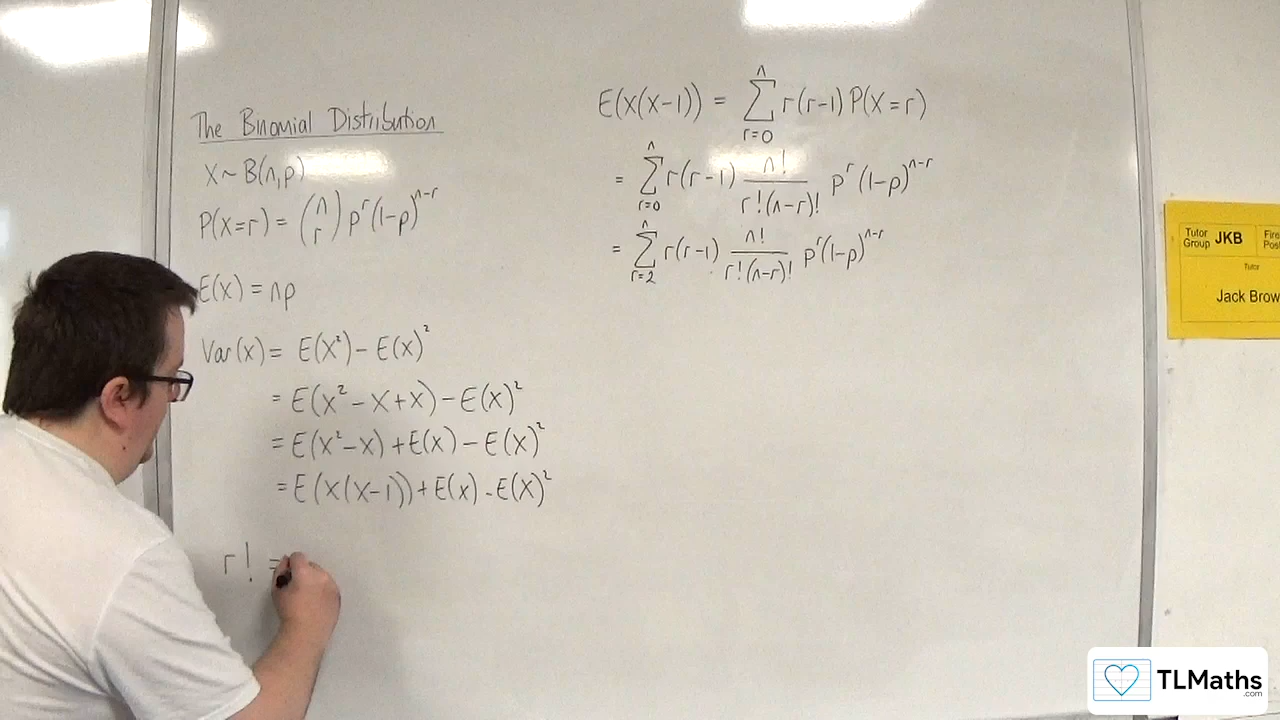 The Binomial Distribution
X ~ B(n,p)
P(X=r) = (n r) p^r (1-p)^{n-r}
E(X) = np
Var(X) = E(X²) - E(X)²
= E(X² - X + X) - E(X)²
= E(X² - X) + E(X) - E(X)²
= E(X(X-1)) + E(X) - E(X)²
r! =
E(X(X-1)) = Σ_{r=0}^{n} r(r-1) P(X=r)
= Σ_{r=0}^{n} r(r-1) n!/(r!(n-r)!) p^r (1-p)^{n-r}
= Σ_{r=2}^{n} r(r-1) n!/(r!(n-r)!) p^r (1-p)^{n-r}
Tutor Group JKB
Tutor
Jack Brow
TLMaths
.com